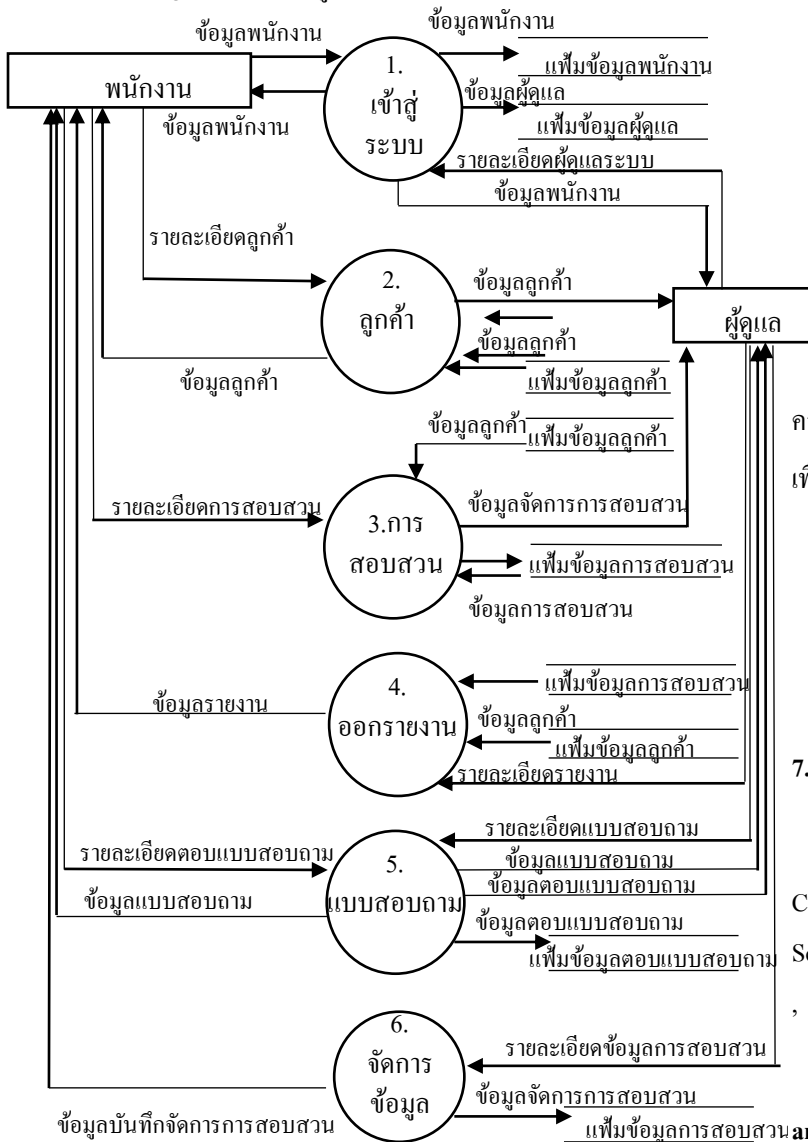 ข้อมูลพนักงาน
ข้อมูลพนักงาน
พนักงาน
1.
เข้าสู่
ระบบ
แฟ้มข้อมูลพนักงาน
ข้อมูลผู้ดูแล
แฟ้มข้อมูลผู้ดูแล
ข้อมูลพนักงาน
รายละเอียดผู้ดูแลระบบ
ข้อมูลพนักงาน
รายละเอียดลูกค้า
2.
ลูกค้า
ข้อมูลลูกค้า
ผู้ดูแล
ข้อมูลลูกค้า
ข้อมูลลูกค้า
แฟ้มข้อมูลลูกค้า
ข้อมูลลูกค้า
แฟ้มข้อมูลลูกค้า
รายละเอียดการสอบสวน
3.การ
สอบสวน
ข้อมูลจัดการการสอบสวน
แฟ้มข้อมูลการสอบสวน
ข้อมูลการสอบสวน
4.
ออกรายงาน
แฟ้มข้อมูลการสอบสวน
ข้อมูลรายงาน
ข้อมูลลูกค้า
แฟ้มข้อมูลลูกค้า
รายละเอียดรายงาน
7.
รายละเอียดแบบสอบถาม
รายละเอียดตอบแบบสอบถาม
5.
แบบสอบถาม
ข้อมูลแบบสอบถาม
ข้อมูลตอบแบบสอบถาม
ข้อมูลแบบสอบถาม
ข้อมูลตอบแบบสอบถาม
แฟ้มข้อมูลตอบแบบสอบถาม
C
,
6.
จัดการ
ข้อมูล
รายละเอียดข้อมูลการสอบสวน
ข้อมูลจัดการการสอบสวน
ข้อมูลบันทึกจัดการการสอบสวน
แฟ้มข้อมูลการสอบสวน